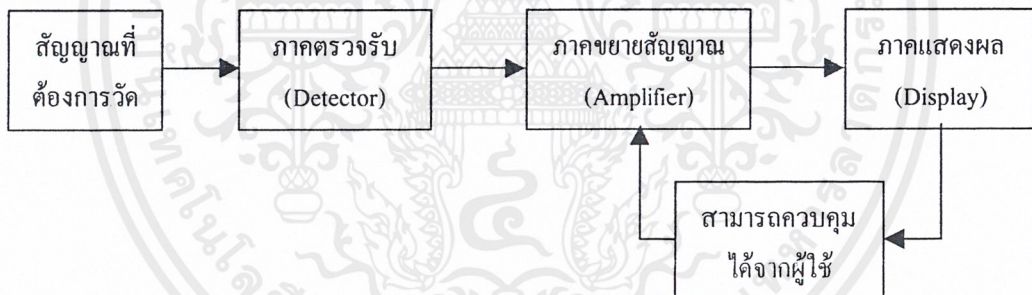 สัญญาณที่
ต้องการวัด
ภาคตรวจรับ
(Detector)
ภาคขยายสัญญาณ
(Amplifier)
ภาคแสดงผล
(Display)
สามารถควบคุม
ได้จากผู้ใช้